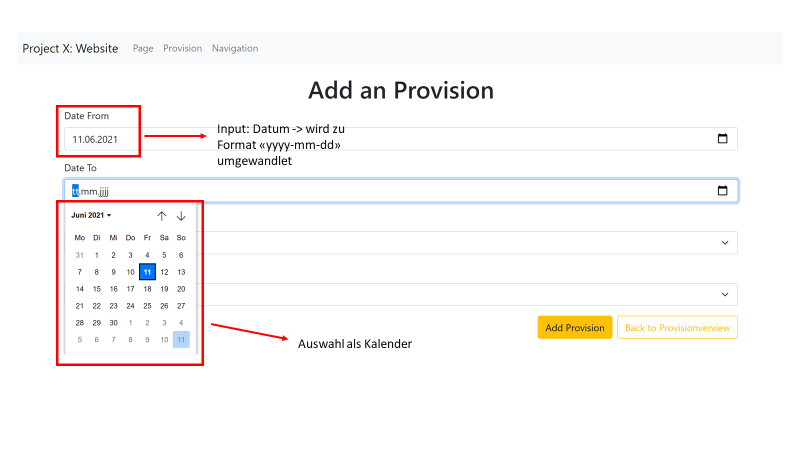 Project X: Website Page Provision Navigation
Add an Provision
Date From
11.06.2021
Input: Datum -> wird zu
Format «yyyy-mm-dd»
umgewandlet
Date To
tt.mm.jjjj
Juni 2021
Mo Di Mi Do Fr Sa So
31 1 2 3 4 5 6
7 8 9 10 11 12 13
14 15 16 17 18 19 20
21 22 23 24 25 26 27
28 29 30 1 2 3 4
5 6 7 8 9 10 11
Add Provision Back to Provisionverview
Auswahl als Kalender